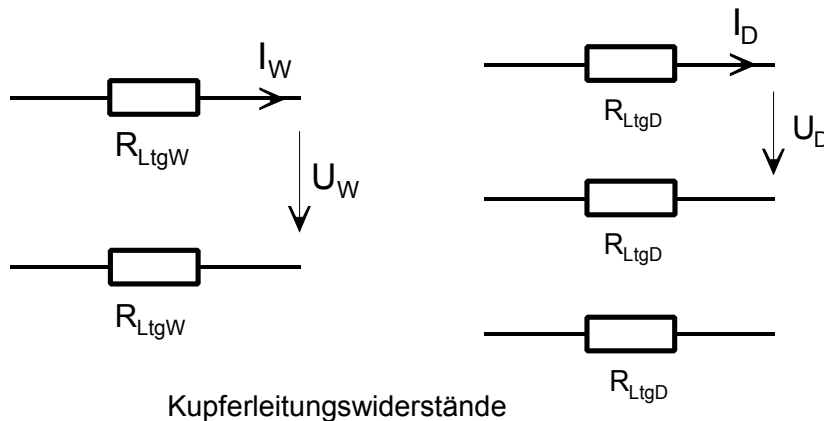 I_W
R_LtgW
U_W
R_LtgW
I_D
R_LtgD
U_D
R_LtgD
R_LtgD
Kupferleitungswiderstände